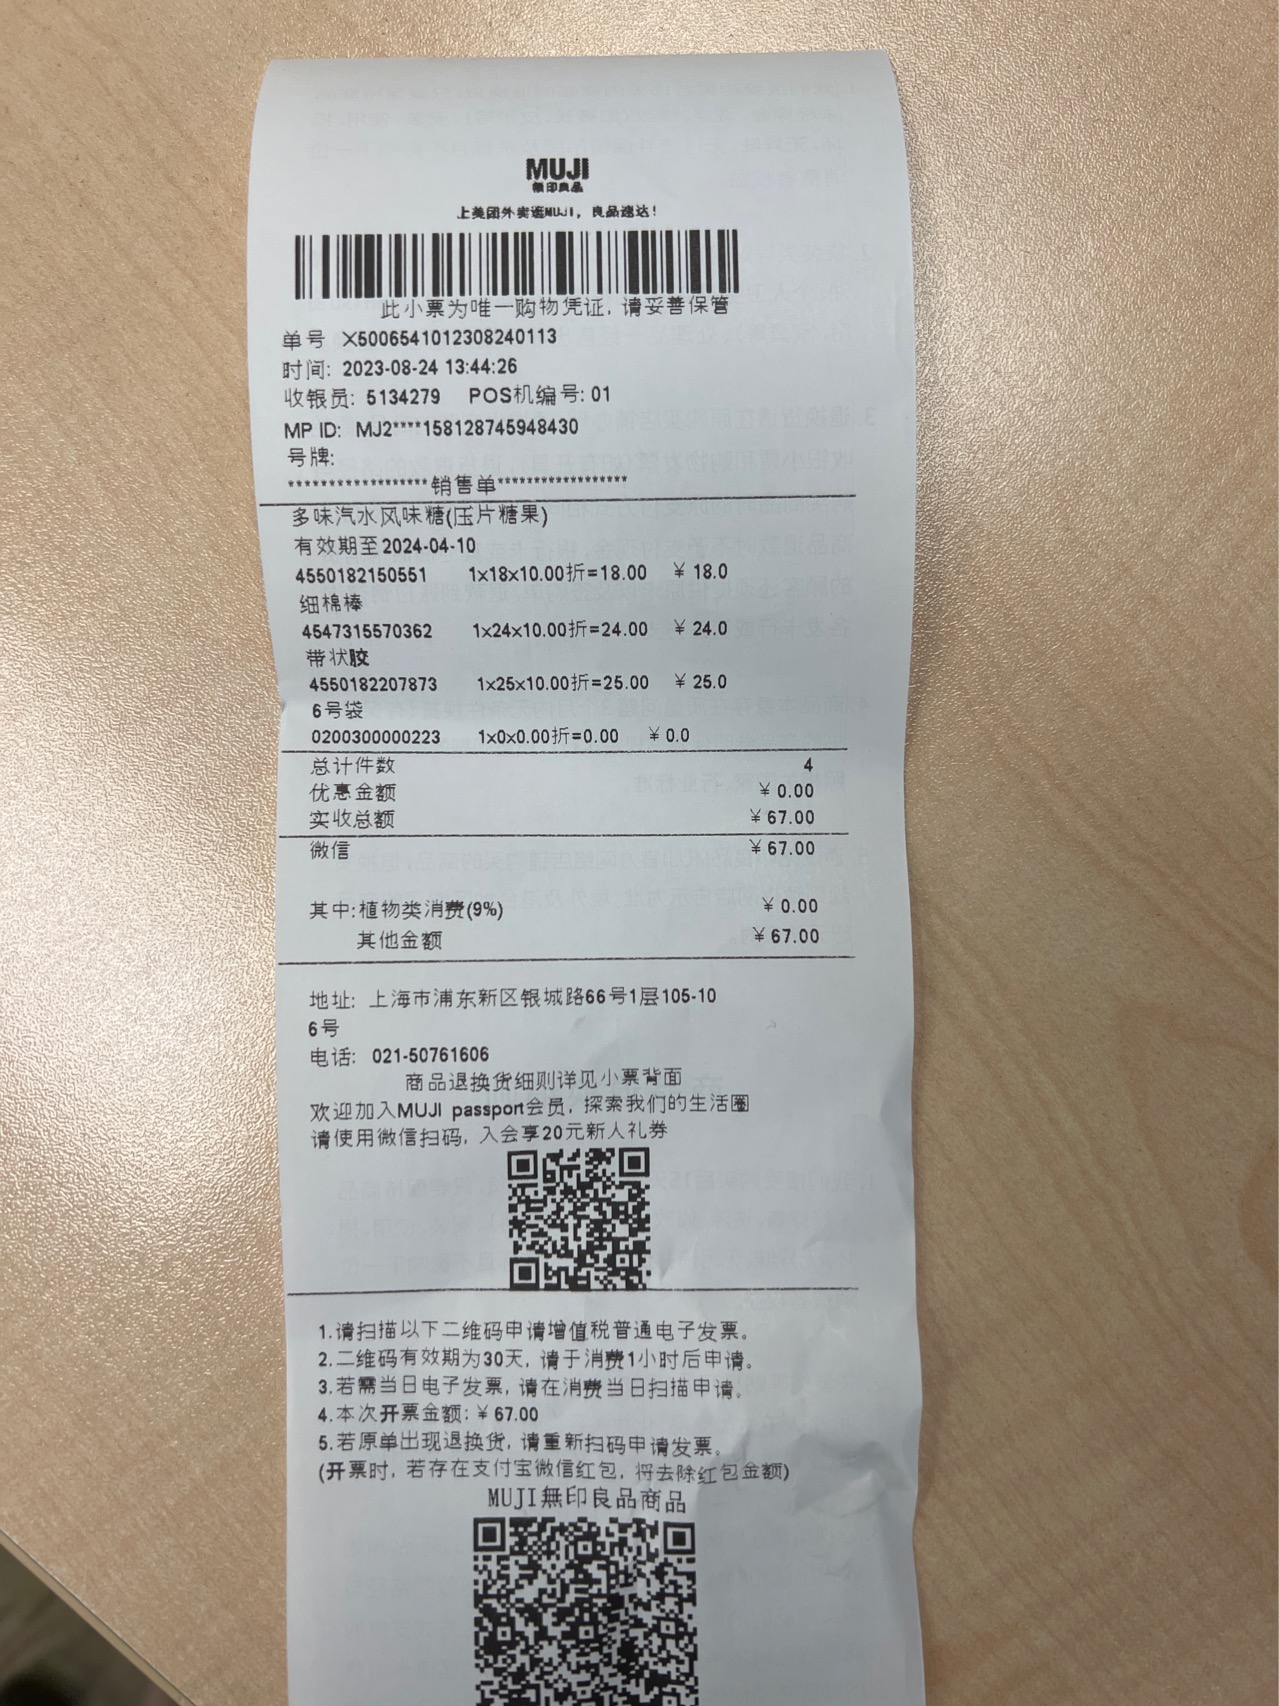 MUJI
無印良品
上美团外卖逛MUJI，良品速达！
此小票为唯一购物凭证, 请妥善保管
单号 X5006541012308240113
时间: 2023-08-24 13:44:26
收银员: 5134279 POS机编号: 01
MP ID: MJ2****158128745948430
号牌:
******************销售单*****************
多味汽水风味糖(压片糖果)
有效期至2024-04-10
4550182150551 1x18x10.00折=18.00 ¥ 18.0
细棉棒
4547315570362 1x24x10.00折=24.00 ¥ 24.0
带状胶
4550182207873 1x25x10.00折=25.00 ¥ 25.0
6号袋
0200300000223 1x0x0.00折=0.00 ¥ 0.0
总计件数 4
优惠金额 ¥ 0.00
实收总额 ¥ 67.00
微信 ¥ 67.00
其中:植物类消费(9%) ¥ 0.00
其他金额 ¥ 67.00
地址: 上海市浦东新区银城路66号1层105-10
6号
电话: 021-50761606
商品退换货细则详见小票背面
欢迎加入MUJI passport会员, 探索我们的生活圈
请使用微信扫码, 入会享20元新人礼券
1.请扫描以下二维码申请增值税普通电子发票。
2.二维码有效期为30天, 请于消费1小时后申请。
3.若需当日电子发票, 请在消费当日扫描申请。
4.本次开票金额: ¥ 67.00
5.若原单出现退换货, 请重新扫码申请发票。
(开票时, 若存在支付宝微信红包, 将去除红包金额)
MUJI無印良品商品